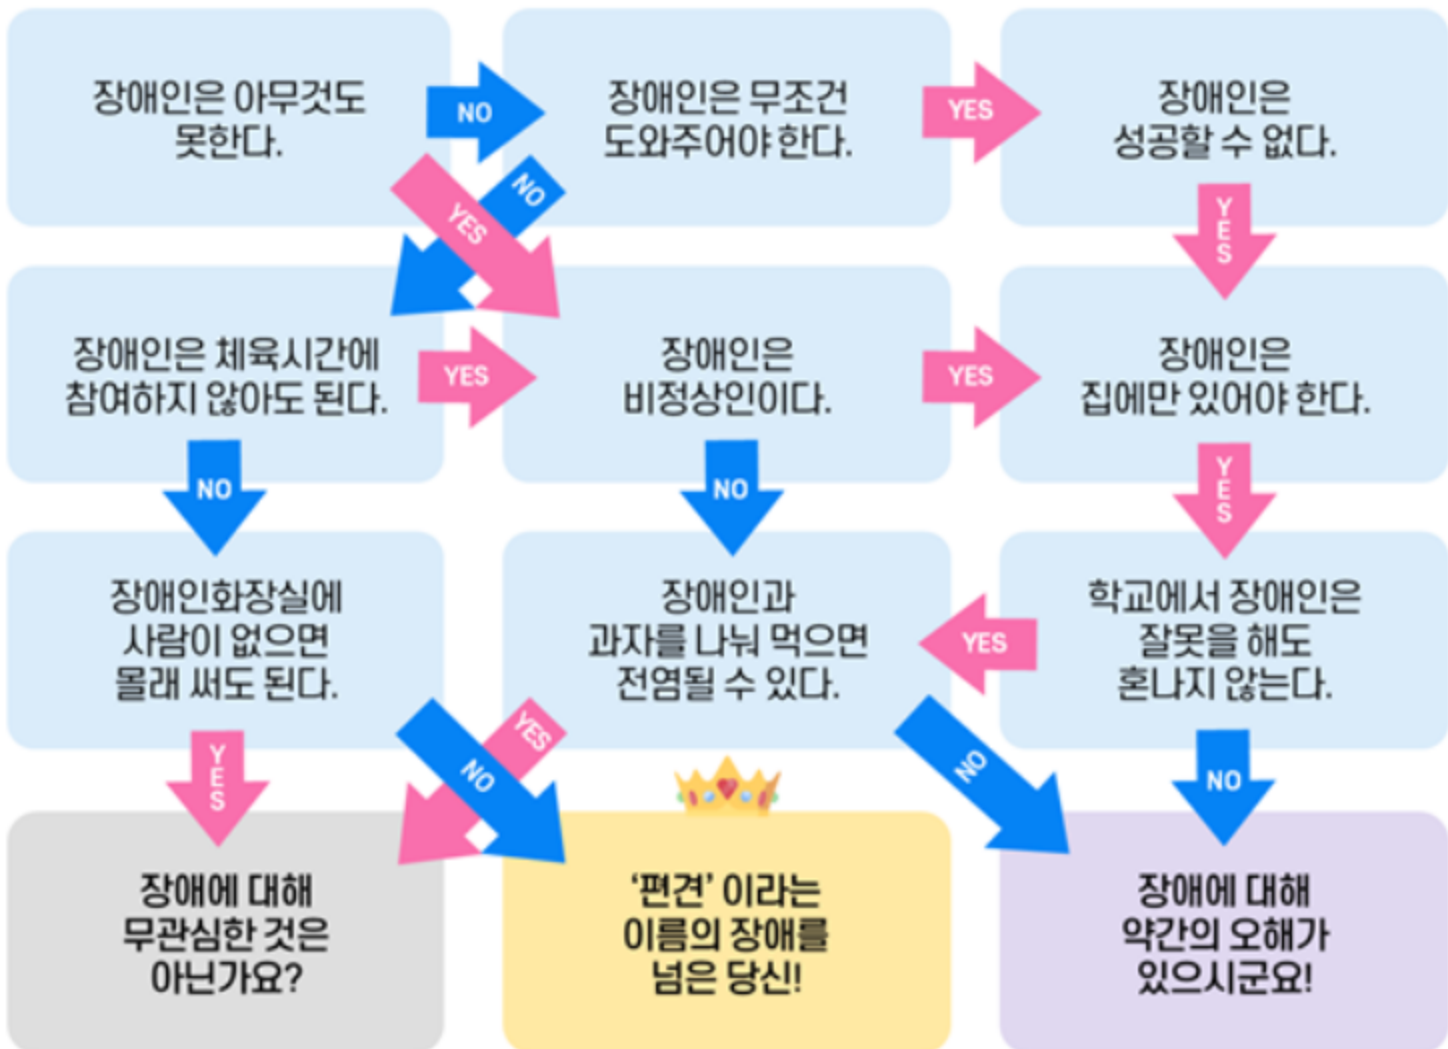 장애인은 아무것도
못한다.
NO
장애인은 무조건
도와주어야 한다.
YES
장애인은
성공할 수 없다.
YES
NO
YES
장애인은 체육시간에
참여하지 않아도 된다.
YES
장애인은
비정상인이다.
YES
장애인은
집에만 있어야 한다.
NO
NO
YES
장애인화장실에
사람이 없으면
몰래 써도 된다.
장애인과
과자를 나눠 먹으면
전염될 수 있다.
YES
학교에서 장애인은
잘못을 해도
혼나지 않는다.
YES
NO
YES
NO
NO
장애에 대해
무관심한 것은
아닌가요?
‘편견’ 이라는
이름의 장애를
넘은 당신!
장애에 대해
약간의 오해가
있으시군요!